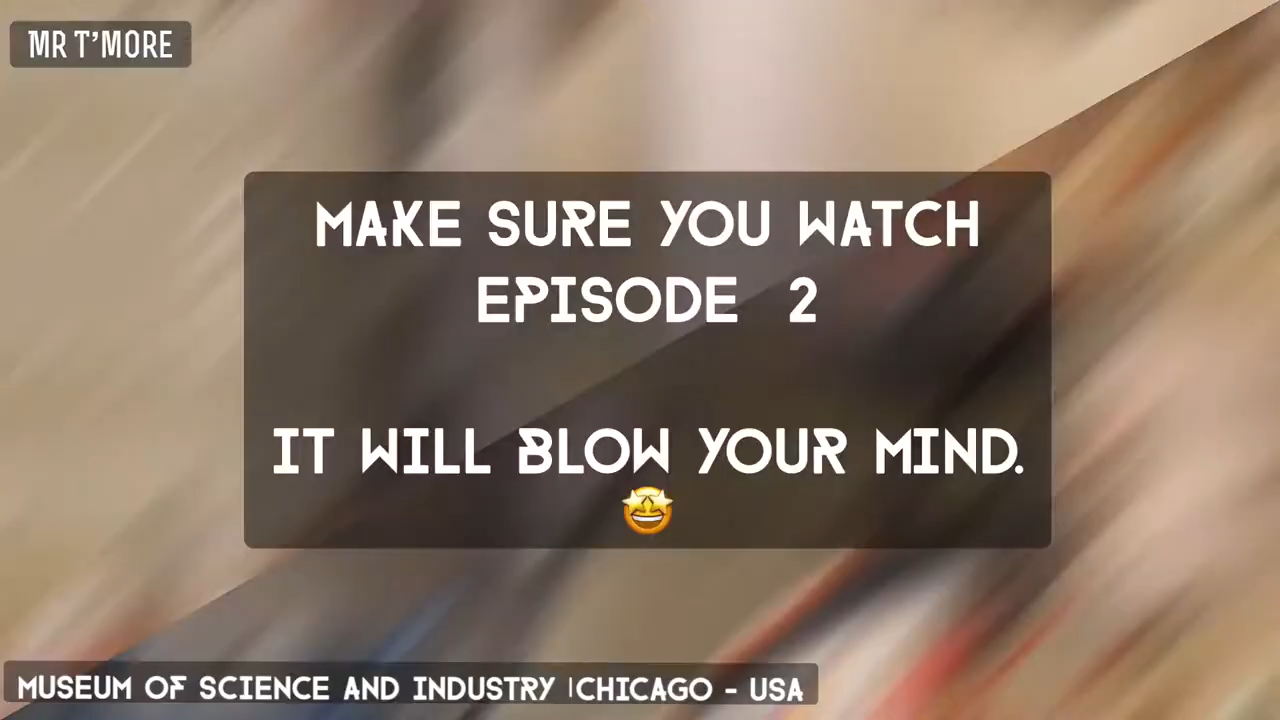 MR T'MORE
MAKE SURE YOU WATCH
EPISODE 2
IT WILL BLOW YOUR MIND.
🤩
MUSEUM OF SCIENCE AND INDUSTRY |CHICAGO - USA